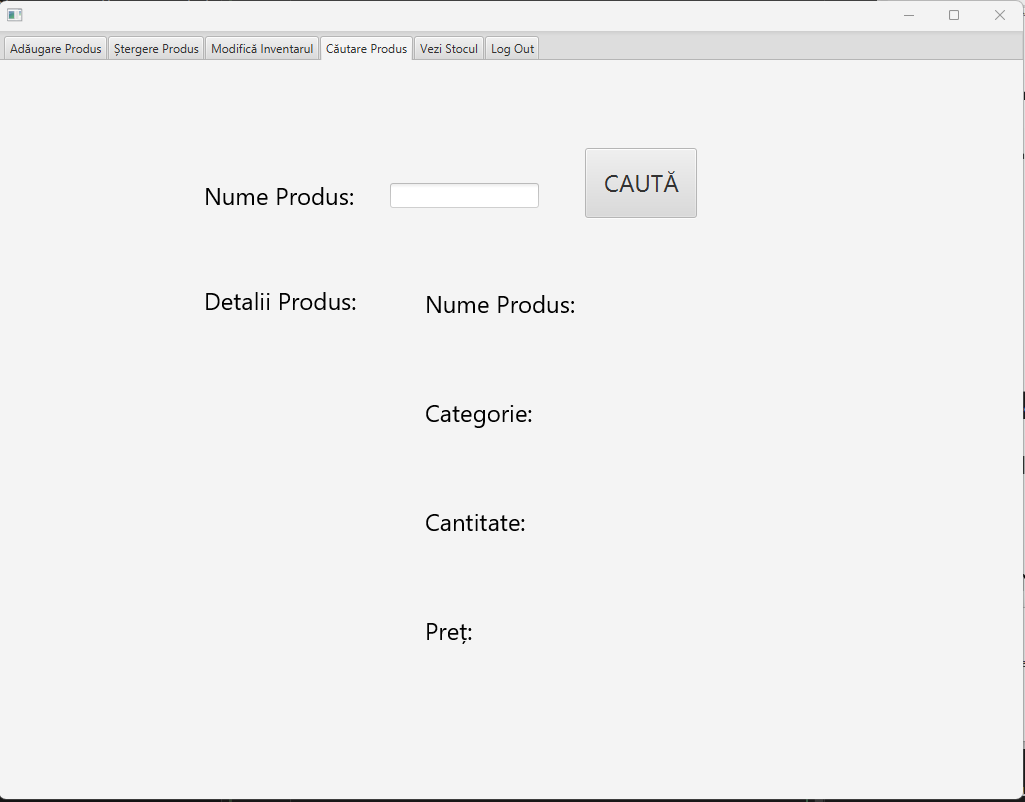 Adăugare Produs Ștergere Produs Modifică Inventarul Căutare Produs Vezi Stocul Log Out
Nume Produs: CAUTĂ
Detalii Produs: Nume Produs:
Categorie:
Cantitate:
Preț: